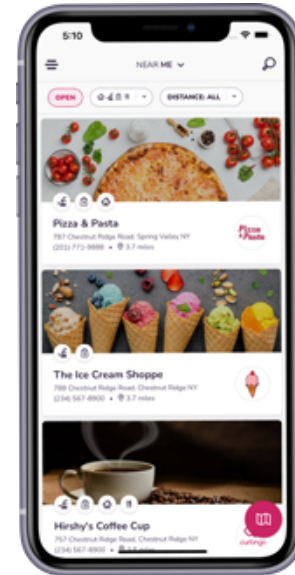 5:10
NEAR ME
OPEN
DISTANCE: ALL
Pizza & Pasta
767 Chestnut Ridge Road, Spring Valley NY
(201) 771-9888 • 3.7 miles
Pizza
& Pasta
The Ice Cream Shoppe
788 Chestnut Ridge Road, Chestnut Ridge NY
(234) 567-8900 • 3.7 miles
Hirshy's Coffee Cup
757 Chestnut Ridge Road, Chestnut Ridge NY
(234) 567-8900 •